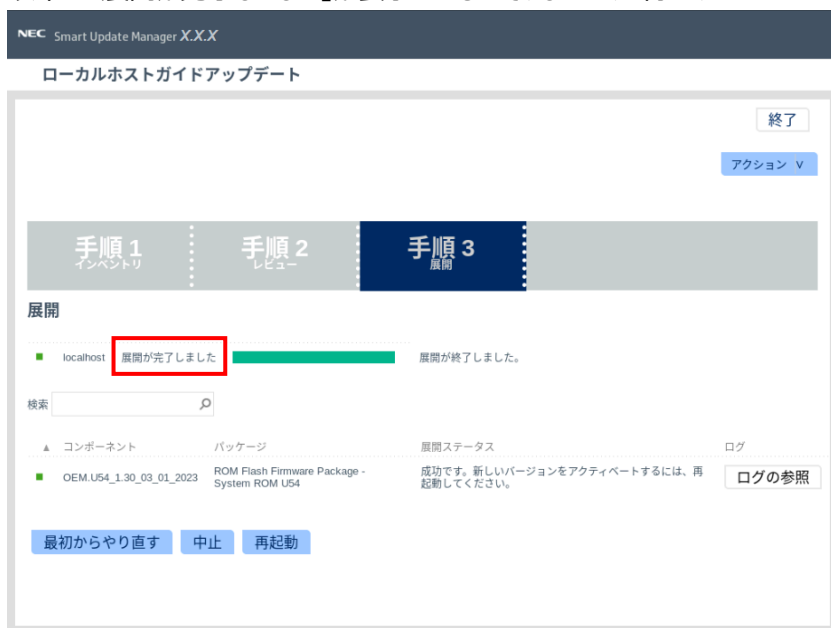 NEC Smart Update Manager X.X.X
ローカルホストガイドアップデート
終了
アクション ∨
手順 1
インベントリ
手順 2
レビュー
手順 3
展開
展開
localhost 展開が完了しました 展開が終了しました。
検索
▲ コンポーネント パッケージ 展開ステータス ログ
OEM.U54_1.30_03_01_2023
ROM Flash Firmware Package -
System ROM U54
成功です。新しいバージョンをアクティベートするには、再
起動してください。
ログの参照
最初からやり直す 中止 再起動